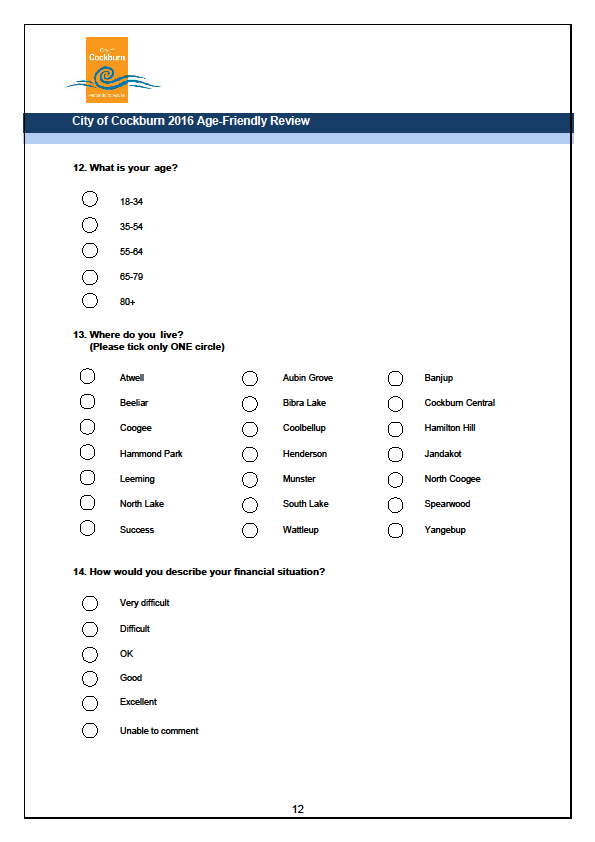 City of
Cockburn
City of Cockburn 2016 Age-Friendly Review
12. What is your age?
18-34
35-54
55-64
65-79
80+
13. Where do you live?
(Please tick only ONE circle)
Atwell Aubin Grove Banjup
Beeliar Bibra Lake Cockburn Central
Coogee Coolbellup Hamilton Hill
Hammond Park Henderson Jandakot
Leeming Munster North Coogee
North Lake South Lake Spearwood
Success Wattleup Yangebup
14. How would you describe your financial situation?
Very difficult
Difficult
OK
Good
Excellent
Unable to comment
12